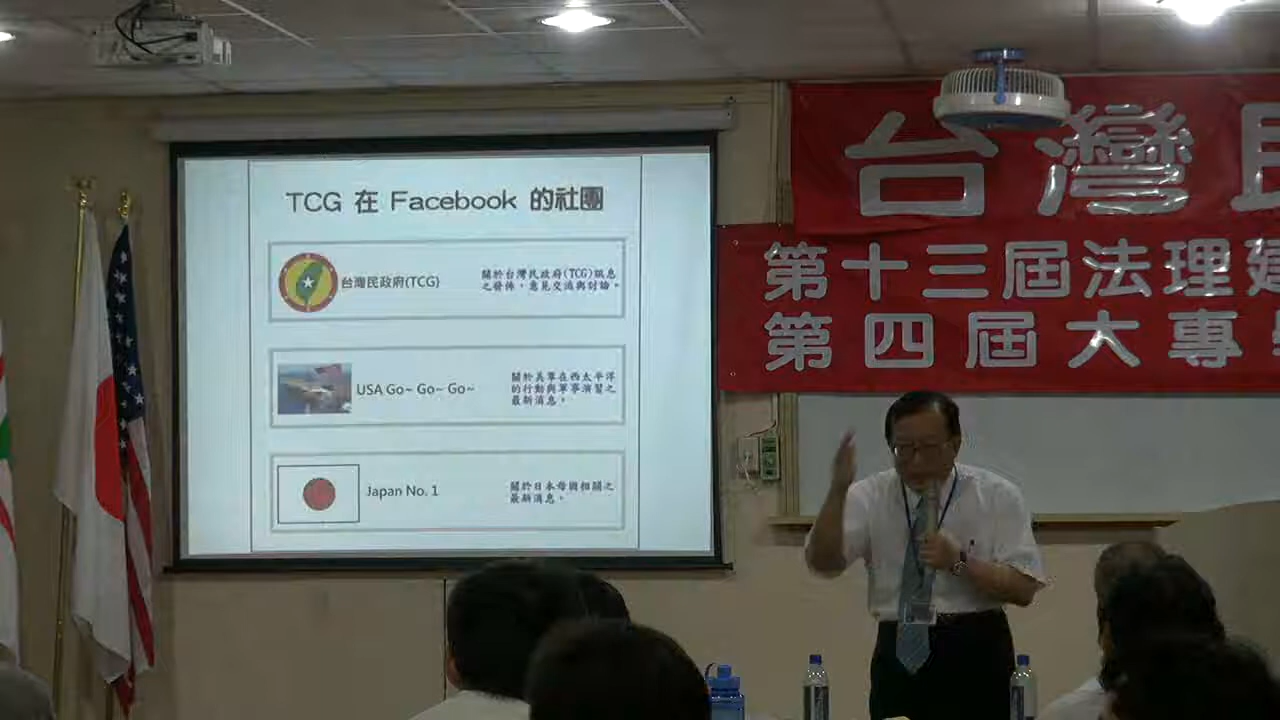 TCG 在 Facebook 的社團
台灣民政府(TCG)
關於台灣民政府(TCG)訊息
之發佈,意見交流與討論。
USA Go~ Go~ Go~
關於美軍在西太平洋
的行動與軍事演習之
最新消息。
Japan No. 1
關於日本母國相關之
最新消息。
台灣民
第十三屆法理建
第四屆大專學